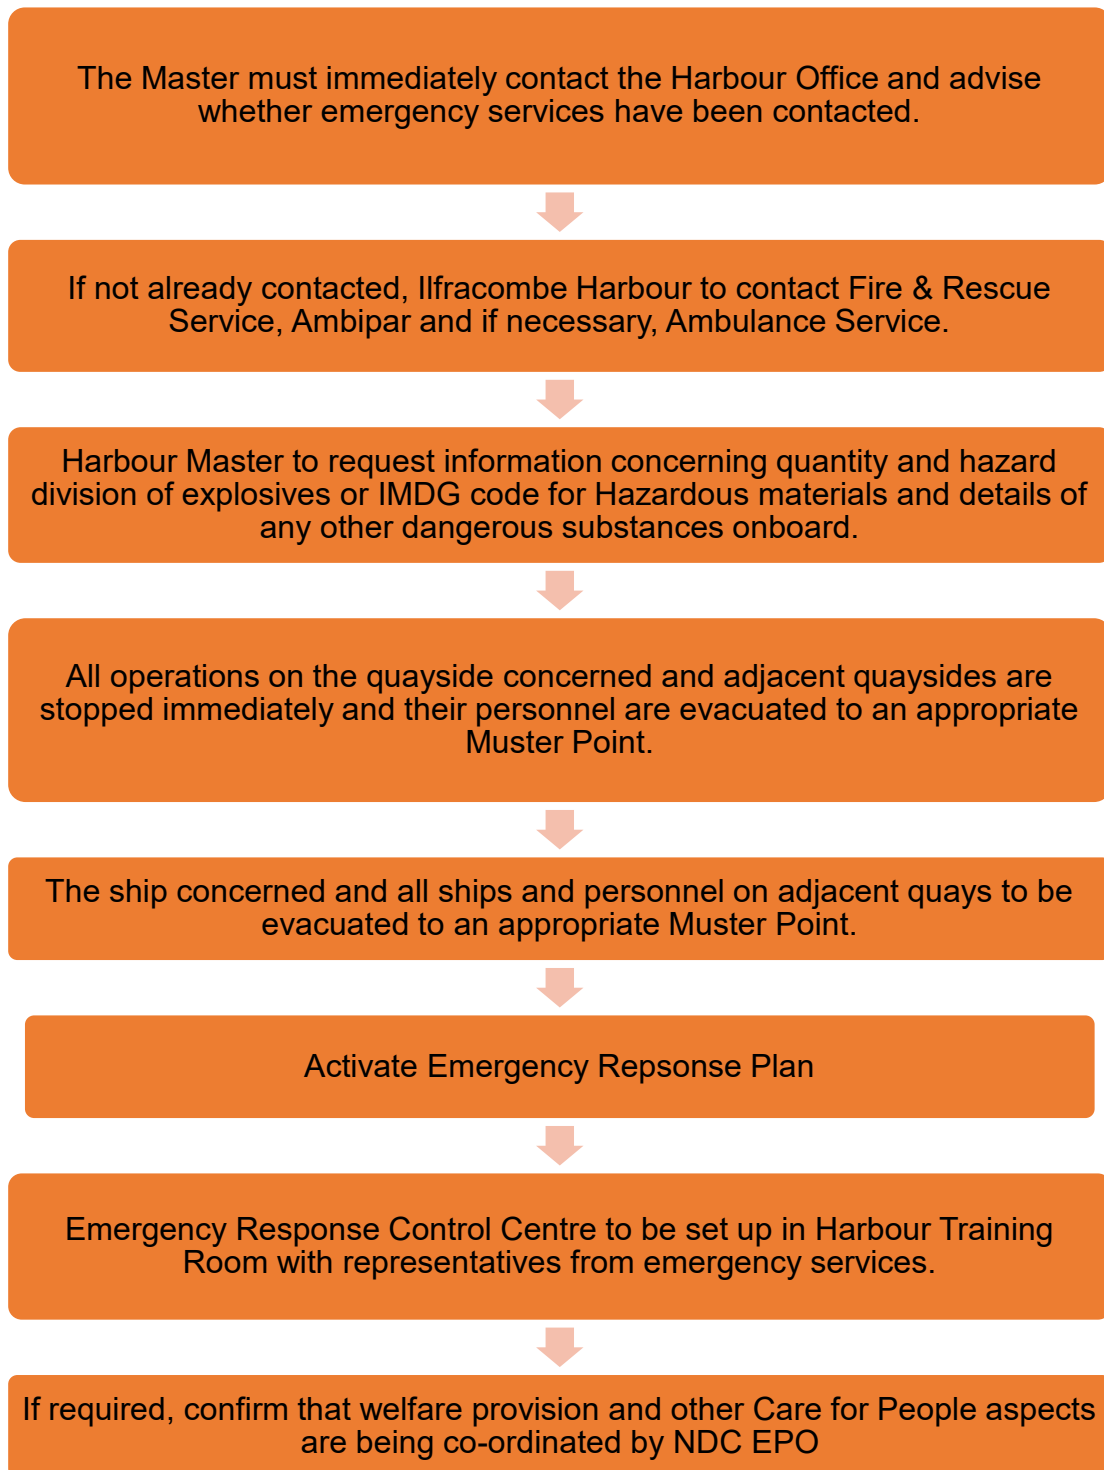 The Master must immediately contact the Harbour Office and advise
whether emergency services have been contacted.
If not already contacted, Ilfracombe Harbour to contact Fire & Rescue
Service, Ambipar and if necessary, Ambulance Service.
Harbour Master to request information concerning quantity and hazard
division of explosives or IMDG code for Hazardous materials and details of
any other dangerous substances onboard.
All operations on the quayside concerned and adjacent quaysides are
stopped immediately and their personnel are evacuated to an appropriate
Muster Point.
The ship concerned and all ships and personnel on adjacent quays to be
evacuated to an appropriate Muster Point.
Activate Emergency Repsonse Plan
Emergency Response Control Centre to be set up in Harbour Training
Room with representatives from emergency services.
If required, confirm that welfare provision and other Care for People aspects
are being co-ordinated by NDC EPO